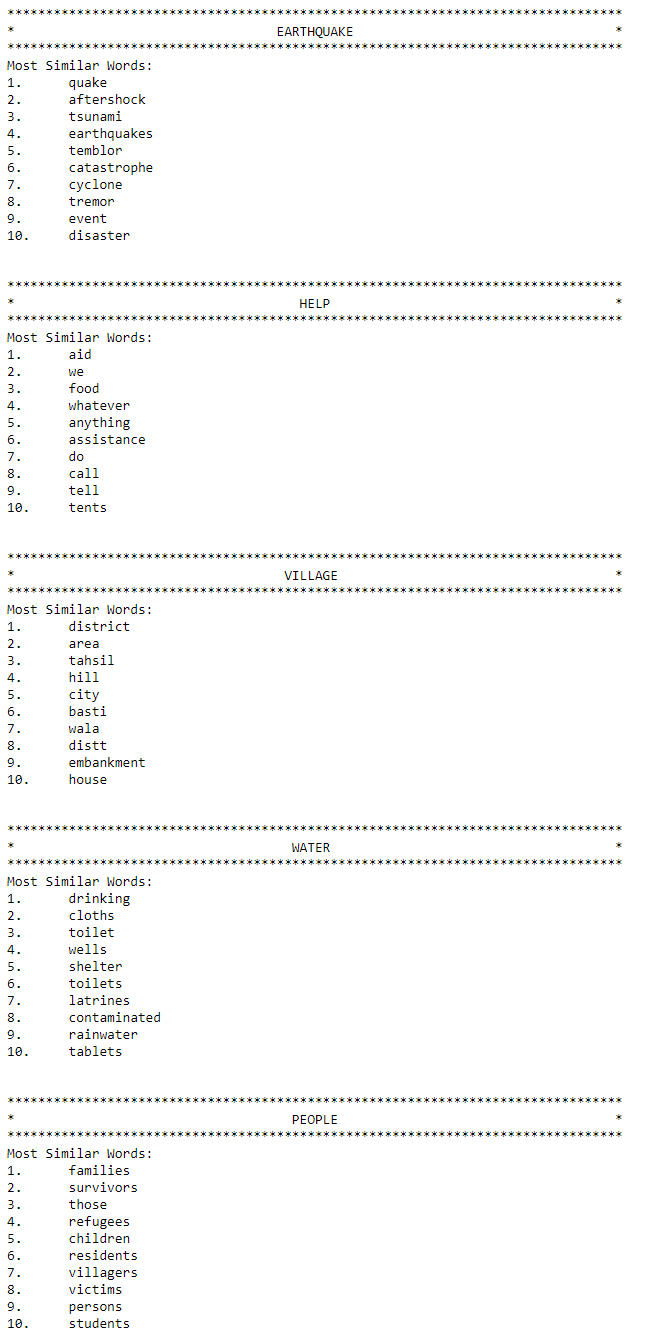 ********************************************************************************
* EARTHQUAKE *
********************************************************************************
Most Similar Words:
1. quake
2. aftershock
3. tsunami
4. earthquakes
5. temblor
6. catastrophe
7. cyclone
8. tremor
9. event
10. disaster
********************************************************************************
* HELP *
********************************************************************************
Most Similar Words:
1. aid
2. we
3. food
4. whatever
5. anything
6. assistance
7. do
8. call
9. tell
10. tents
********************************************************************************
* VILLAGE *
********************************************************************************
Most Similar Words:
1. district
2. area
3. tahsil
4. hill
5. city
6. basti
7. wala
8. distt
9. embankment
10. house
********************************************************************************
* WATER *
********************************************************************************
Most Similar Words:
1. drinking
2. cloths
3. toilet
4. wells
5. shelter
6. toilets
7. latrines
8. contaminated
9. rainwater
10. tablets
********************************************************************************
* PEOPLE *
********************************************************************************
Most Similar Words:
1. families
2. survivors
3. those
4. refugees
5. children
6. residents
7. villagers
8. victims
9. persons
10. students